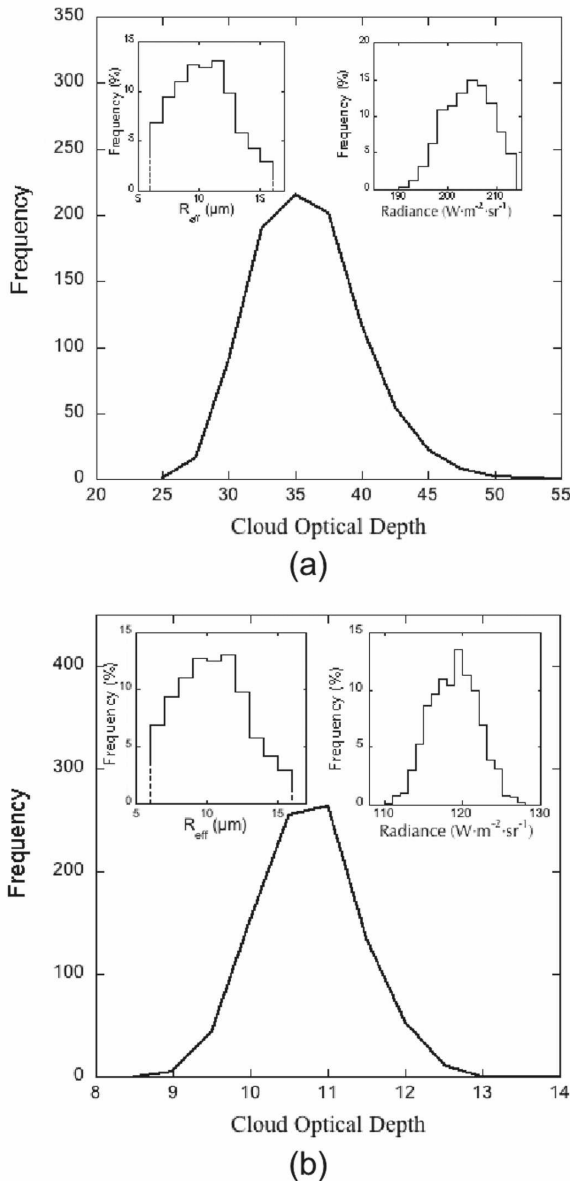 350
300
250
200
150
100
50
0
Frequency
20 25 30 35 40 45 50 55
Cloud Optical Depth
15
10
5
0
Frequency (%)
5 10 15
Reff (µm)
20
15
10
5
0
Frequency (%)
190 200 210
Radiance (W·m⁻²·sr⁻¹)
(a)
400
300
200
100
0
Frequency
8 9 10 11 12 13 14
Cloud Optical Depth
15
10
5
0
Frequency (%)
5 10 15
Reff (µm)
15
10
5
0
Frequency (%)
110 120 130
Radiance (W·m⁻²·sr⁻¹)
(b)